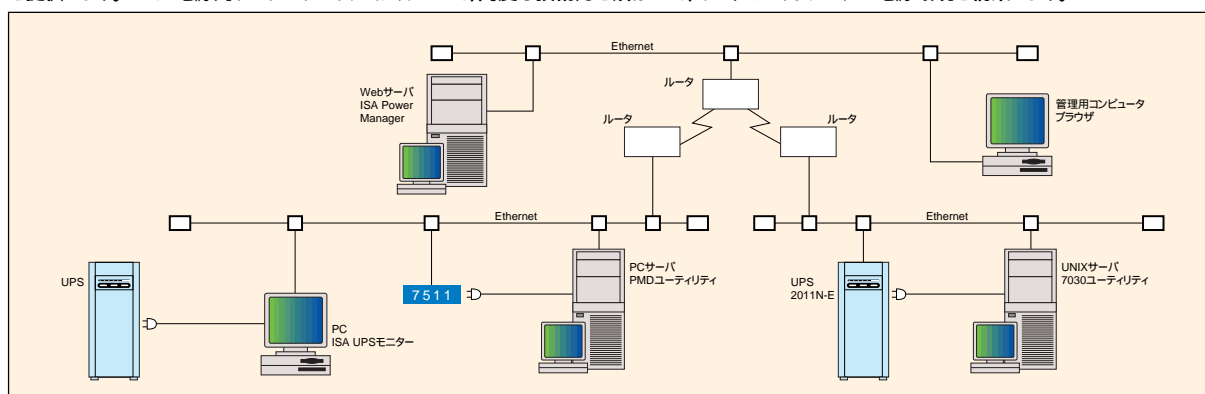 Ethernet
Webサーバ
ISA Power
Manager
ルータ
ルータ
ルータ
管理用コンピュータ
ブラウザ
Ethernet
Ethernet
UPS
PC
ISA UPSモニター
7511
PCサーバ
PMDユーティリティ
UPS
2011N-E
UNIXサーバ
7030ユーティリティ